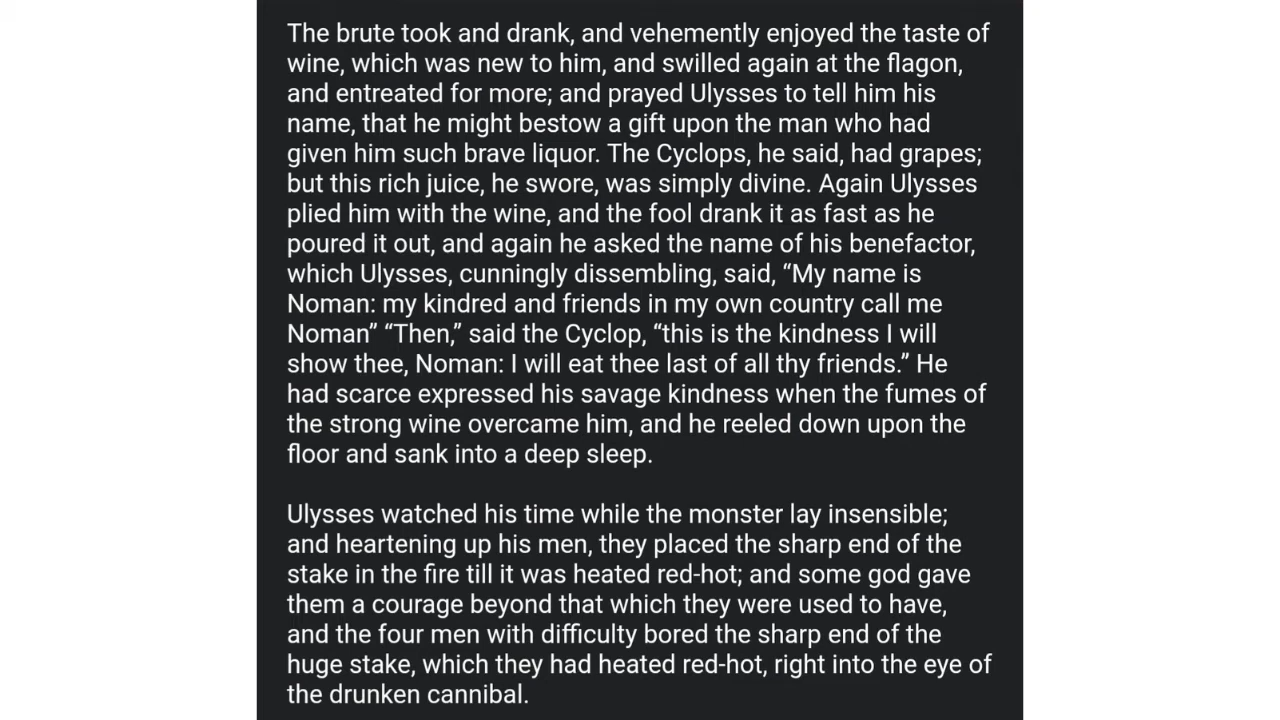 The brute took and drank, and vehemently enjoyed the taste of
wine, which was new to him, and swilled again at the flagon,
and entreated for more; and prayed Ulysses to tell him his
name, that he might bestow a gift upon the man who had
given him such brave liquor. The Cyclops, he said, had grapes;
but this rich juice, he swore, was simply divine. Again Ulysses
plied him with the wine, and the fool drank it as fast as he
poured it out, and again he asked the name of his benefactor,
which Ulysses, cunningly dissembling, said, “My name is
Noman: my kindred and friends in my own country call me
Noman” “Then,” said the Cyclop, “this is the kindness I will
show thee, Noman: I will eat thee last of all thy friends.” He
had scarce expressed his savage kindness when the fumes of
the strong wine overcame him, and he reeled down upon the
floor and sank into a deep sleep.
Ulysses watched his time while the monster lay insensible;
and heartening up his men, they placed the sharp end of the
stake in the fire till it was heated red-hot; and some god gave
them a courage beyond that which they were used to have,
and the four men with difficulty bored the sharp end of the
huge stake, which they had heated red-hot, right into the eye of
the drunken cannibal.